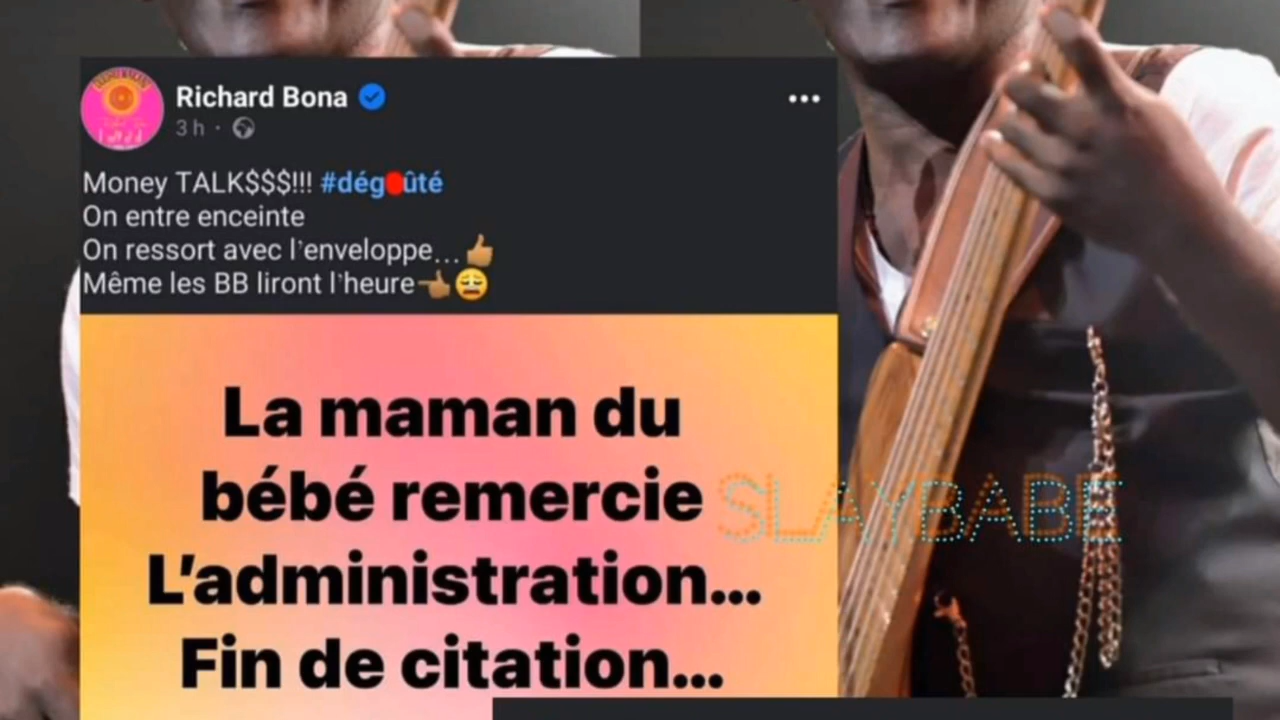 Richard Bona
3 h ·
Money TALK$$$!!! #dég ûté
On entre enceinte
On ressort avec l'enveloppe...
Même les BB liront l'heure
La maman du
bébé remercie
L'administration...
Fin de citation...
SLAYBABE